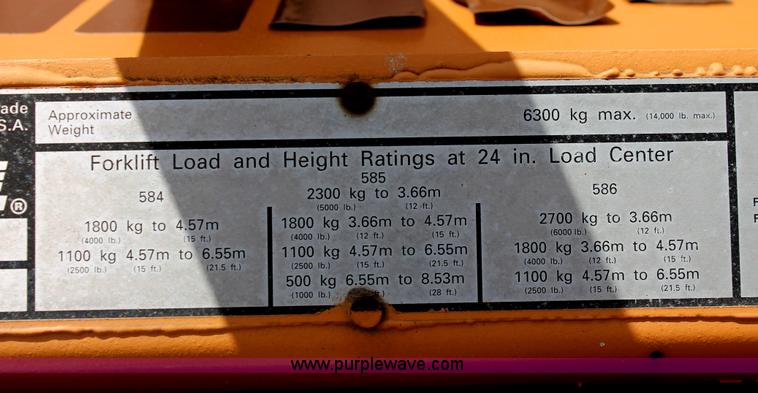 ade
S.A.
E®
Approximate
Weight
6300 kg max. (14,000 lb. max.)
Forklift Load and Height Ratings at 24 in. Load Center
584
1800 kg to 4.57m
(4000 lb.) (15 ft.)
1100 kg 4.57m to 6.55m
(2500 lb.) (15 ft.) (21.5 ft.)
585
2300 kg to 3.66m
(5000 lb.) (12 ft.)
1800 kg 3.66m to 4.57m
(4000 lb.) (12 ft.) (15 ft.)
1100 kg 4.57m to 6.55m
(2500 lb.) (15 ft.) (21.5 ft.)
500 kg 6.55m to 8.53m
(1000 lb.) (28 ft.)
586
2700 kg to 3.66m
(6000 lb.) (12 ft.)
1800 kg 3.66m to 4.57m
(4000 lb.) (12 ft.) (15 ft.)
1100 kg 4.57m to 6.55m
(2500 lb.) (15 ft.) (21.5 ft.)
www.purplewave.com